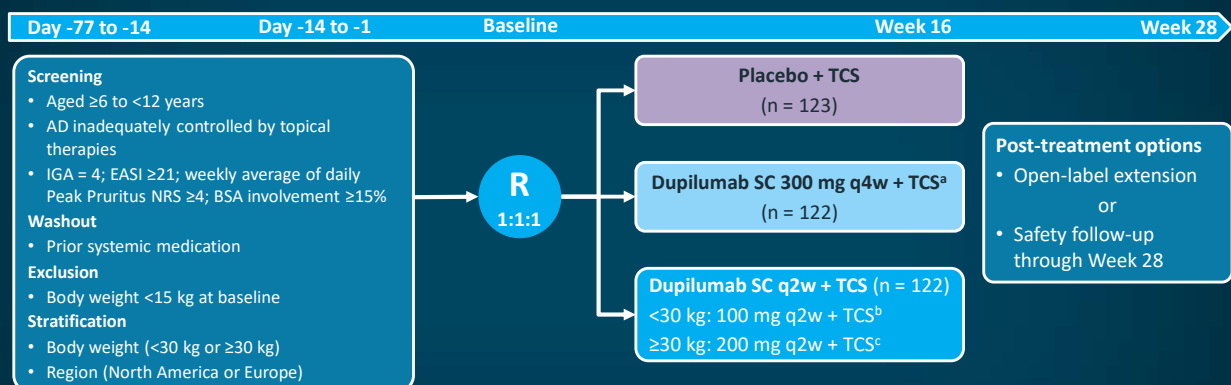 Day -77 to -14 Day -14 to -1 Baseline Week 16 Week 28
Screening
• Aged ≥6 to <12 years
• AD inadequately controlled by topical
therapies
• IGA = 4; EASI ≥21; weekly average of daily
Peak Pruritus NRS ≥4; BSA involvement ≥15%
Washout
• Prior systemic medication
Exclusion
• Body weight <15 kg at baseline
Stratification
• Body weight (<30 kg or ≥30 kg)
• Region (North America or Europe)
R
1:1:1
Placebo + TCS
(n = 123)
Dupilumab SC 300 mg q4w + TCSᵃ
(n = 122)
Dupilumab SC q2w + TCS (n = 122)
<30 kg: 100 mg q2w + TCSᵇ
≥30 kg: 200 mg q2w + TCSᶜ
Post-treatment options
• Open-label extension
or
• Safety follow-up
through Week 28